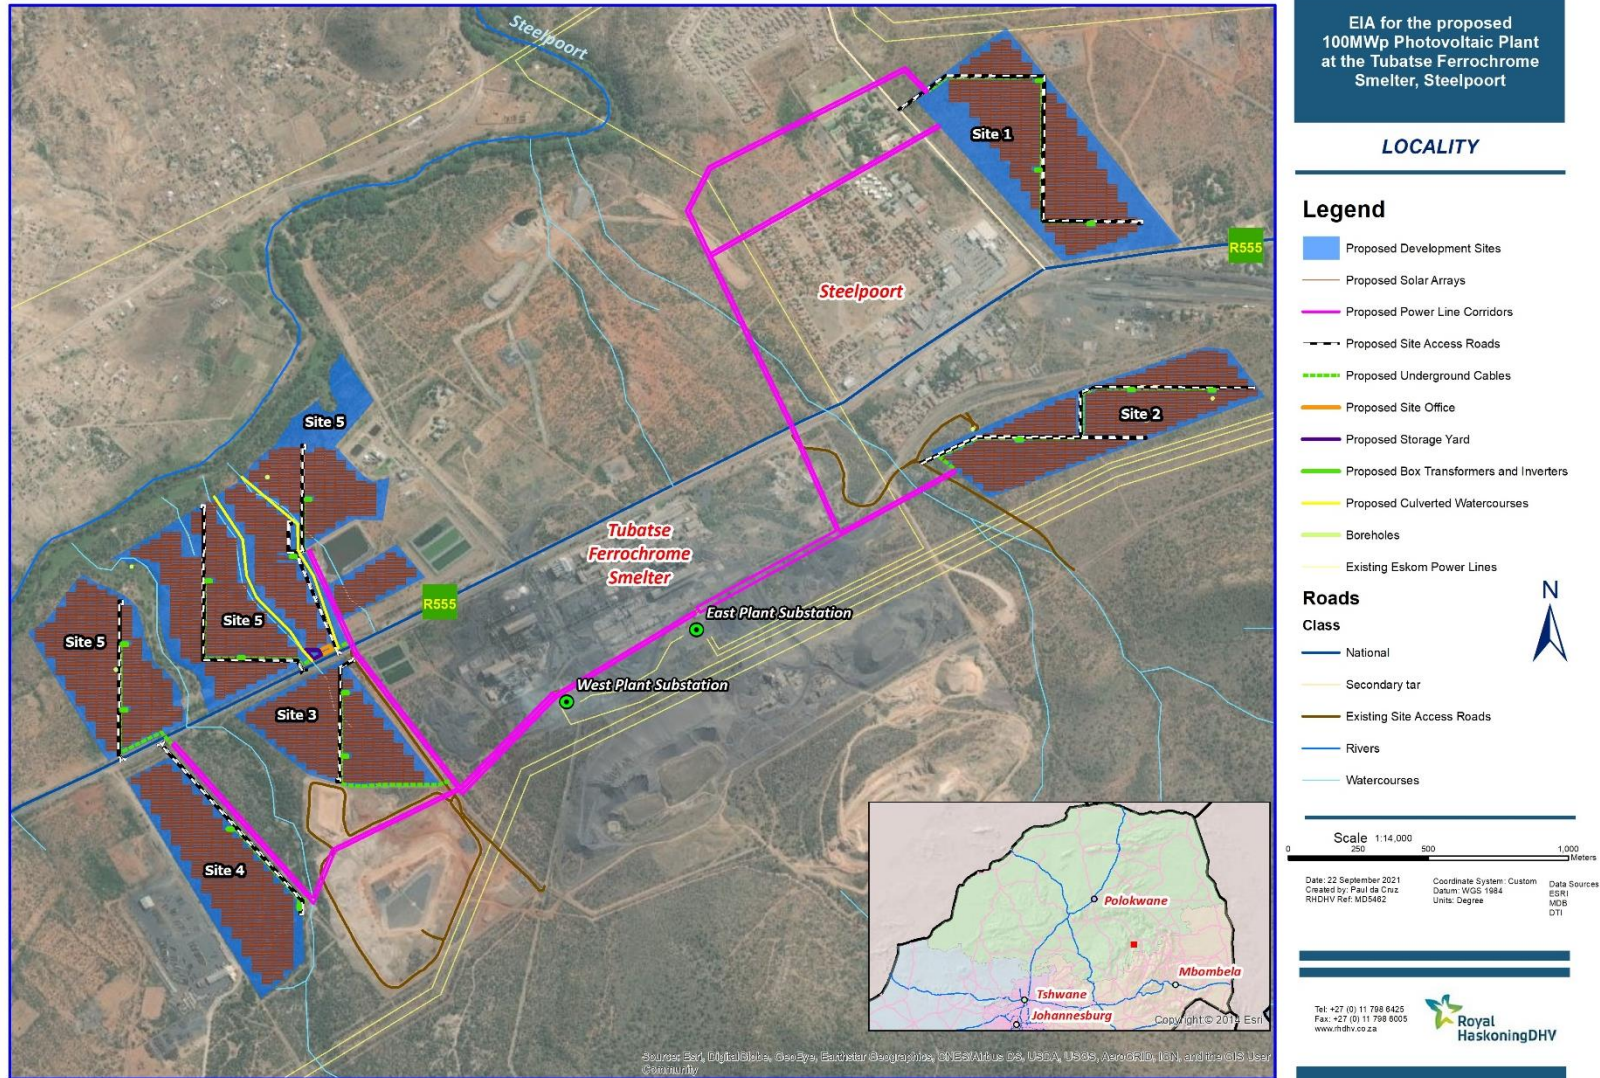 Steelpoort
Site 1
R555
Steelpoort
Site 2
Site 5
Tubatse
Ferrochrome
Smelter
R555
East Plant Substation
Site 5
Site 5
West Plant Substation
Site 3
Site 4
Polokwane
Mbombela
Tshwane
Johannesburg
Copyright © 2014 Esri
Source: Esri, DigitalGlobe, GeoEye, Earthstar Geographics, CNES/Airbus DS, USDA, USGS, AeroGRID, IGN, and the GIS User
Community
EIA for the proposed
100MWp Photovoltaic Plant
at the Tubatse Ferrochrome
Smelter, Steelpoort
LOCALITY
Legend
Proposed Development Sites
Proposed Solar Arrays
Proposed Power Line Corridors
Proposed Site Access Roads
Proposed Underground Cables
Proposed Site Office
Proposed Storage Yard
Proposed Box Transformers and Inverters
Proposed Culverted Watercourses
Boreholes
Existing Eskom Power Lines
N
Roads
Class
National
Secondary tar
Existing Site Access Roads
Rivers
Watercourses
Scale 1:14,000
0 250 500 1,000
Meters
Date: 22 September 2021
Created by: Paul da Cruz
RHDHV Ref: MD5462
Coordinate System: Custom
Datum: WGS 1984
Units: Degree
Data Sources
ESRI
MDB
DTI
Tel: +27 (0) 11 798 6425
Fax: +27 (0) 11 798 6005
www.rhdhv.co.za
Royal
HaskoningDHV